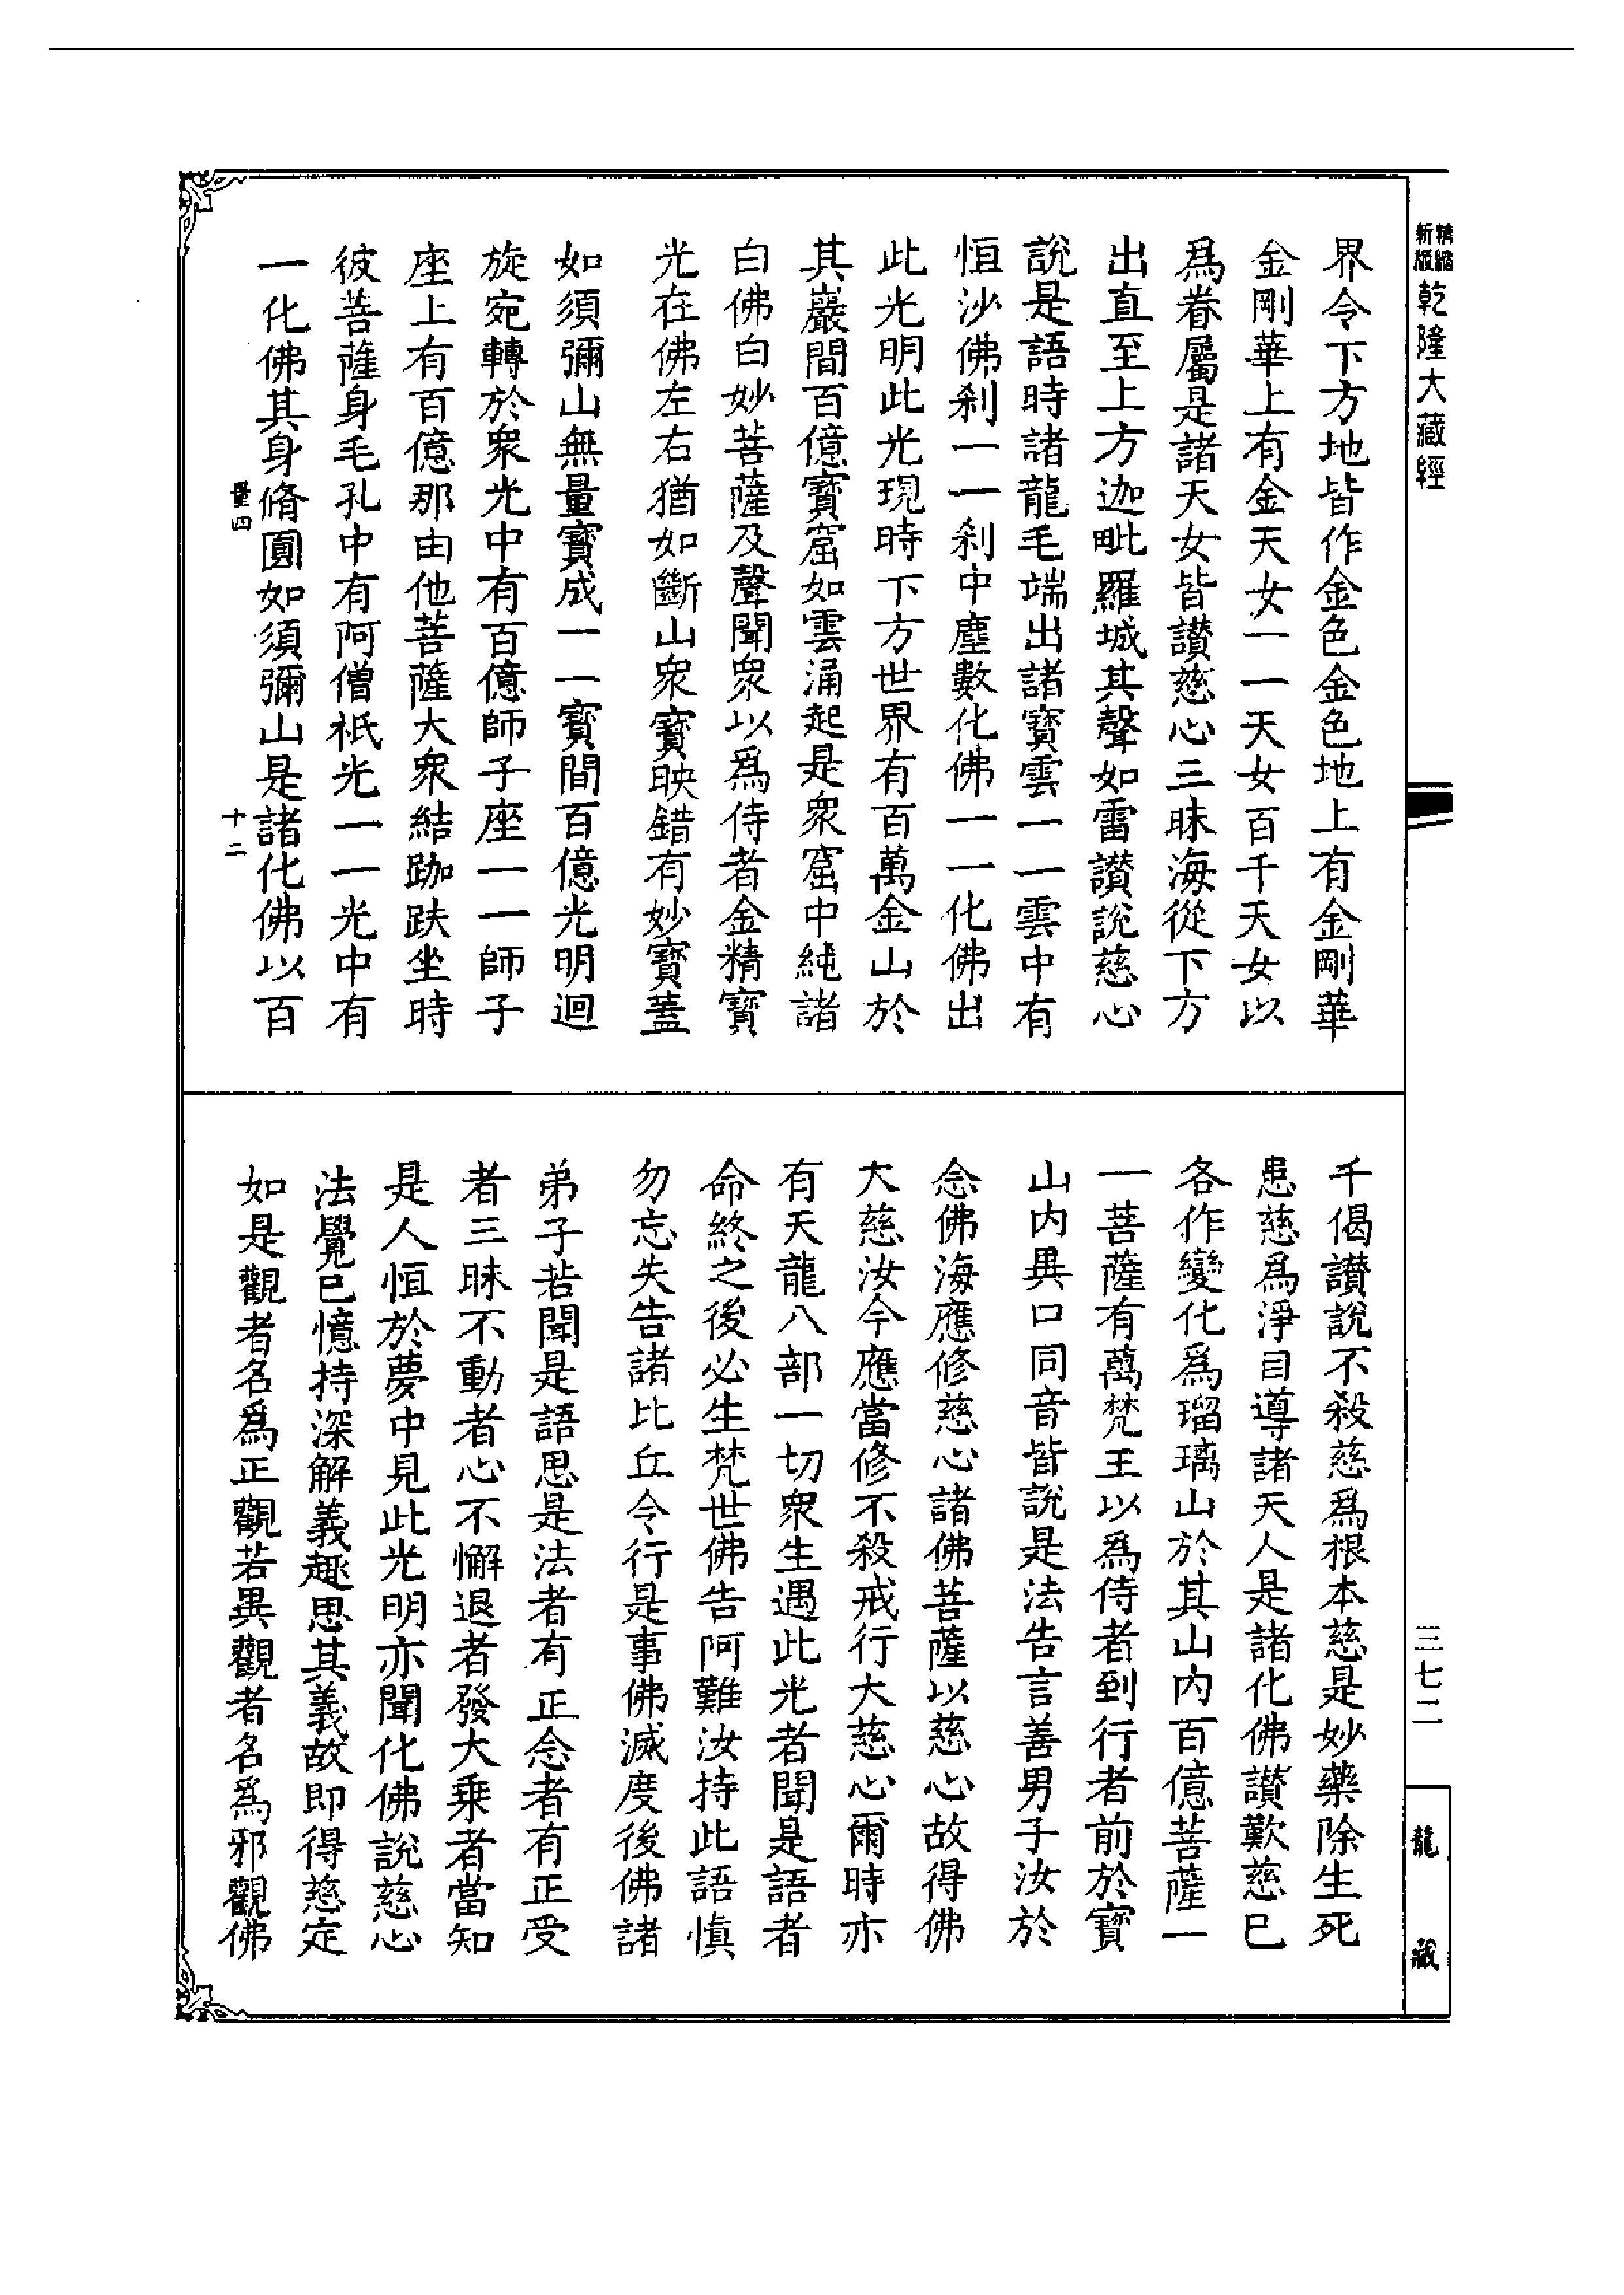 精縮新版乾隆大藏經
三七二
龍藏
界令下方地皆作金色金色地上有金剛華
金剛華上有金天女一一天女百千天女以
爲眷屬是諸天女皆讃慈心三昧海從下方
出直至上方迦毗羅城其聲如雷讃說慈心
說是語時諸龍毛端出諸寶雲一一雲中有
恒沙佛刹一一刹中塵數化佛一一化佛出
此光明此光現時下方世界有百萬金山於
其巖間百億寶窟如雲涌起是衆窟中純諸
白佛白妙菩薩及聲聞衆以爲侍者金精寶
光在佛左右猶如斷山衆寶映錯有妙寶蓋
如須彌山無量寶成一一寶間百億光明迴
旋宛轉於衆光中有百億師子座一一師子
座上有百億那由他菩薩大衆結跏趺坐時
彼菩薩身毛孔中有阿僧祇光一一光中有
一化佛其身脩圓如須彌山是諸化佛以百
量四
十二
千偈讃說不殺慈爲根本慈是妙藥除生死
患慈爲淨目導諸天人是諸化佛讃歎慈已
各作變化爲瑠璃山於其山内百億菩薩一
一菩薩有萬梵王以爲侍者到行者前於寶
山内異口同音皆說是法告言善男子汝於
念佛海應修慈心諸佛菩薩以慈心故得佛
大慈汝今應當修不殺戒行大慈心爾時亦
有天龍八部一切衆生遇此光者聞是語者
命終之後必生梵世佛告阿難汝持此語慎
勿忘失告諸比丘令行是事佛滅度後佛諸
弟子若聞是語思是法者有正念者有正受
者三昧不動者心不懈退者發大乘者當知
是人恒於夢中見此光明亦聞化佛說慈心
法覺已憶持深解義趣思其義故即得慈定
如是觀者名爲正觀若異觀者名爲邪觀佛